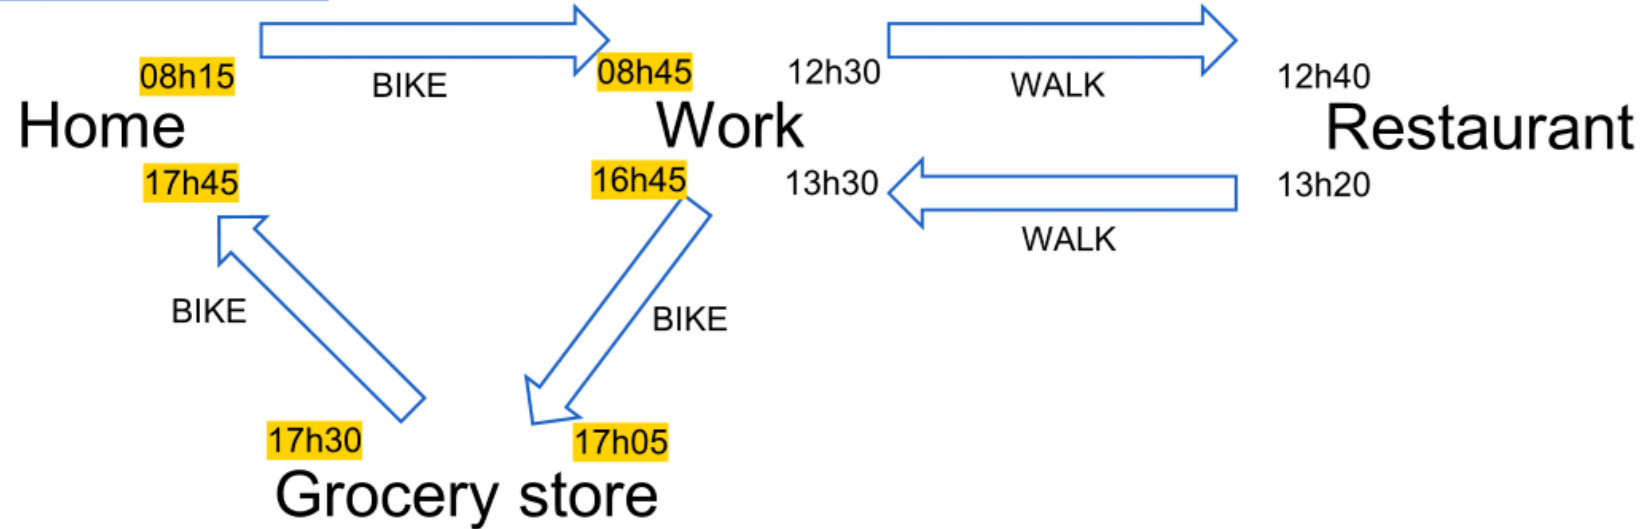 08h15
BIKE
08h45
12h30
WALK
12h40
Home
Work
Restaurant
17h45
16h45
13h30
WALK
13h20
BIKE
BIKE
17h30
17h05
Grocery store